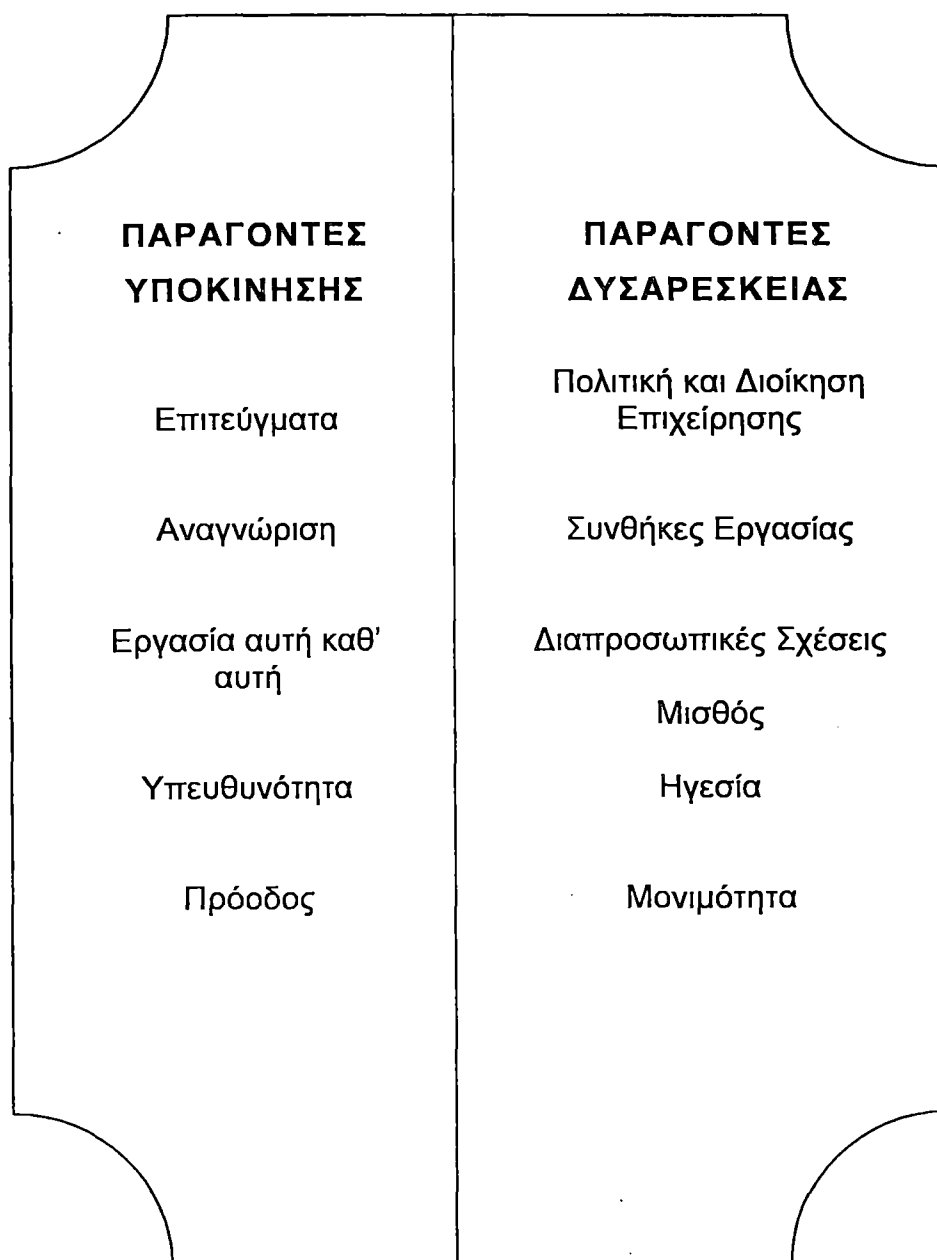 ΠΑΡΑΓΟΝΤΕΣ
ΥΠΟΚΙΝΗΣΗΣ
Επιτεύγματα
Αναγνώριση
Εργασία αυτή καθ'
αυτή
Υπευθυνότητα
Πρόοδος
ΠΑΡΑΓΟΝΤΕΣ
ΔΥΣΑΡΕΣΚΕΙΑΣ
Πολιτική και Διοίκηση
Επιχείρησης
Συνθήκες Εργασίας
Διαπροσωπικές Σχέσεις
Μισθός
Ηγεσία
Μονιμότητα